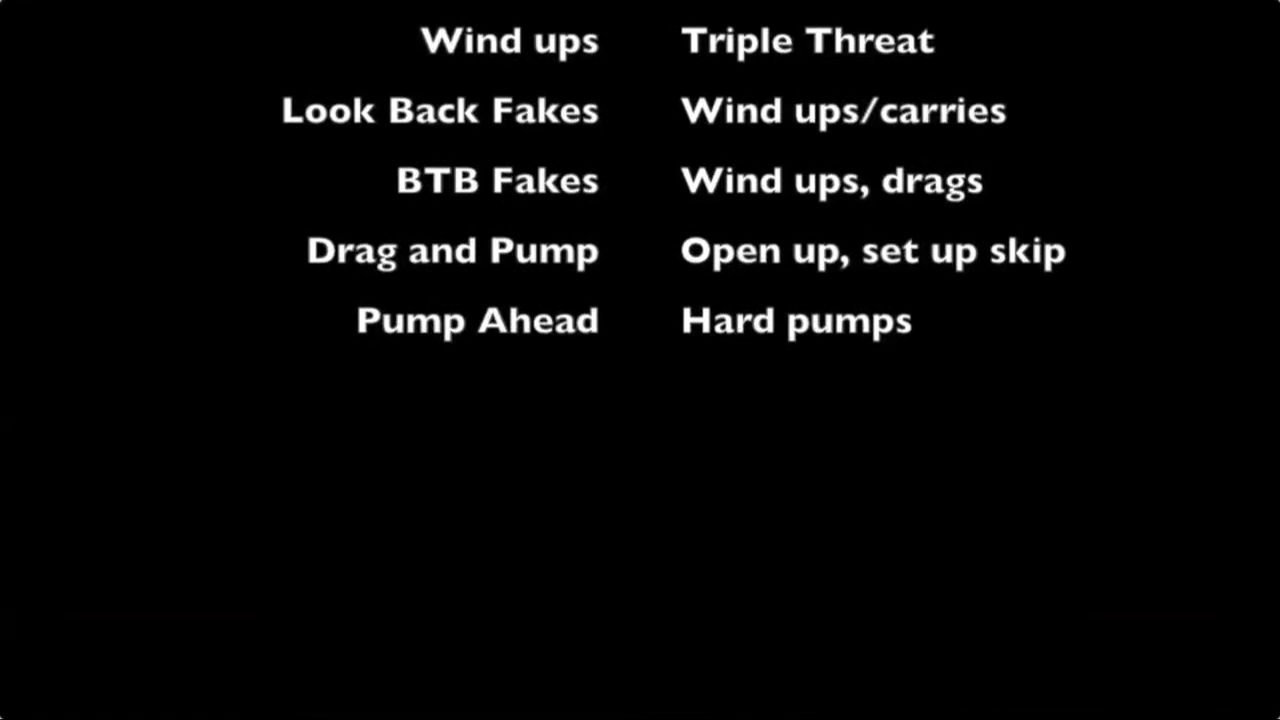 Wind ups Triple Threat
Look Back Fakes Wind ups/carries
BTB Fakes Wind ups, drags
Drag and Pump Open up, set up skip
Pump Ahead Hard pumps